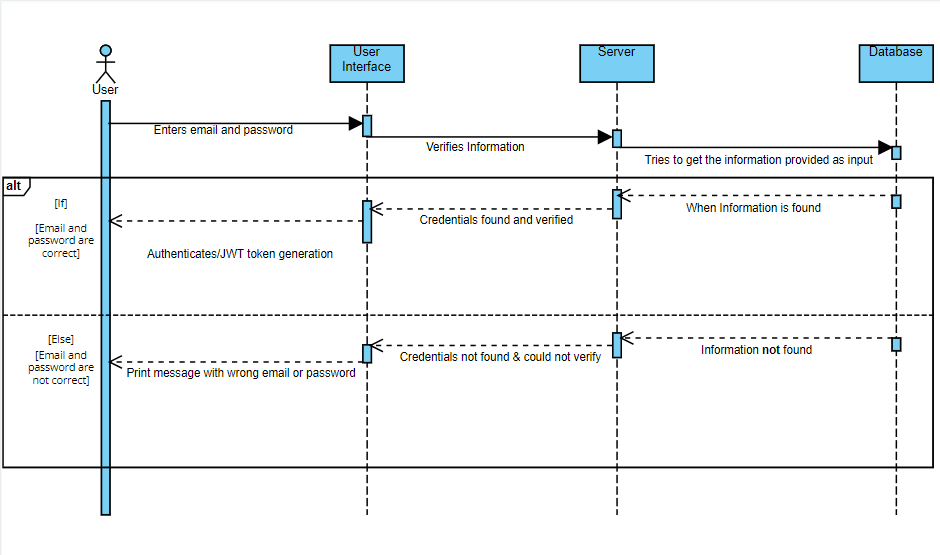 User
Interface
Server
Database
User
Enters email and password
Verifies Information
Tries to get the information provided as input
alt
[If]
[Email and
password are
correct]
When Information is found
Credentials found and verified
Authenticates/JWT token generation
[Else]
[Email and
password are
not correct]
Information not found
Credentials not found & could not verify
Print message with wrong email or password